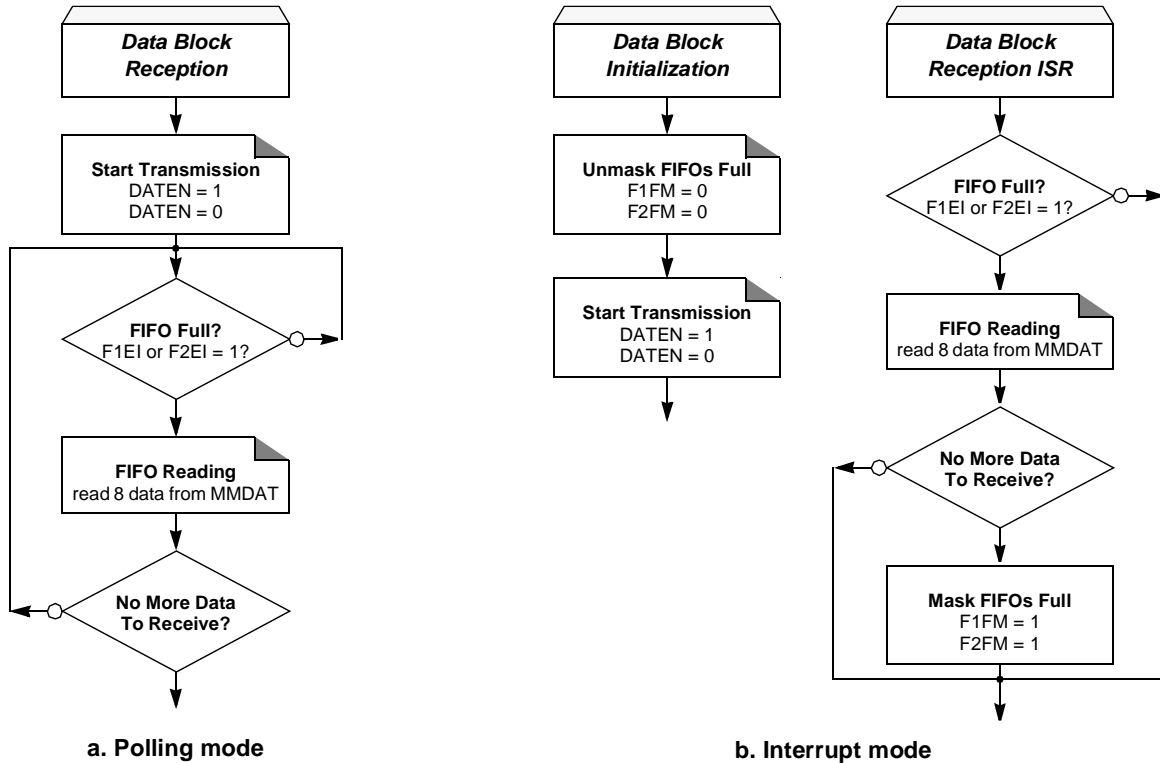 Data Block
Reception
Start Transmission
DATEN = 1
DATEN = 0
FIFO Full?
F1EI or F2EI = 1?
FIFO Reading
read 8 data from MMDAT
No More Data
To Receive?
a. Polling mode
Data Block
Initialization
Unmask FIFOs Full
F1FM = 0
F2FM = 0
Start Transmission
DATEN = 1
DATEN = 0
Data Block
Reception ISR
FIFO Full?
F1EI or F2EI = 1?
FIFO Reading
read 8 data from MMDAT
No More Data
To Receive?
Mask FIFOs Full
F1FM = 1
F2FM = 1
b. Interrupt mode